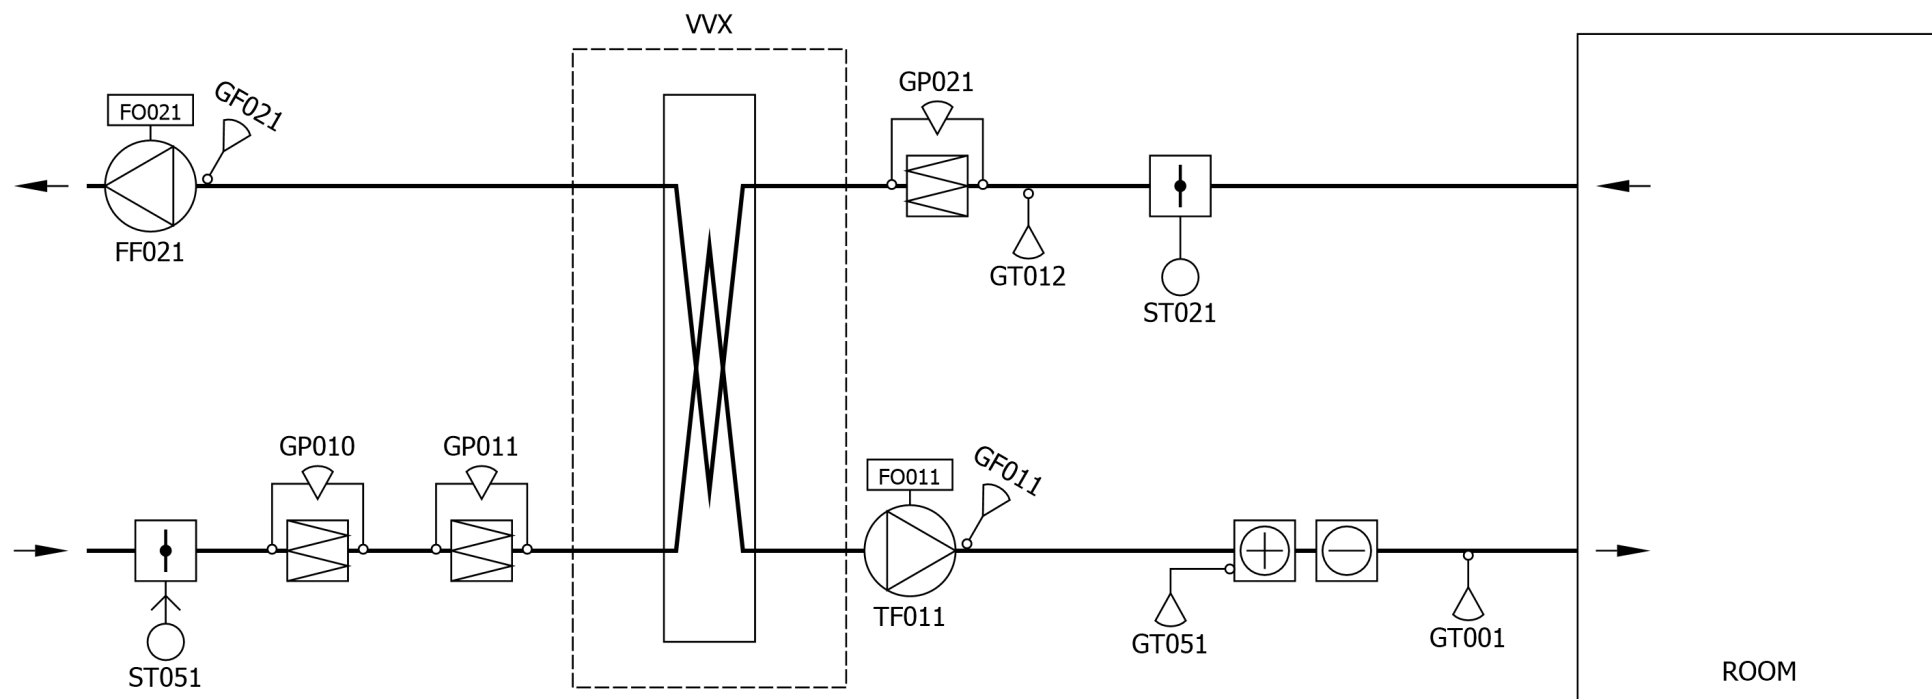 VVX
GP021
GF021
FO021
FF021
GT012
ST021
GP010
GP011
FO011
GF011
TF011
GT051
GT001
ST051
ROOM